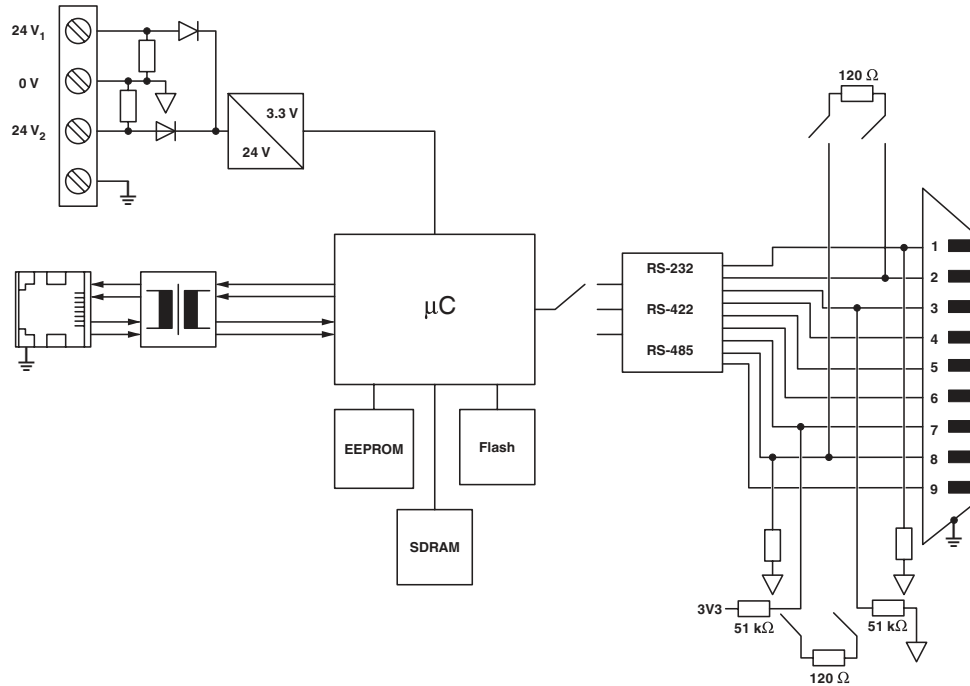 24 V1
0 V
24 V2
3.3 V
24 V
μC
EEPROM
Flash
SDRAM
RS-232
RS-422
RS-485
120 Ω
1
2
3
4
5
6
7
8
9
3V3
51 kΩ
51 kΩ
120 Ω